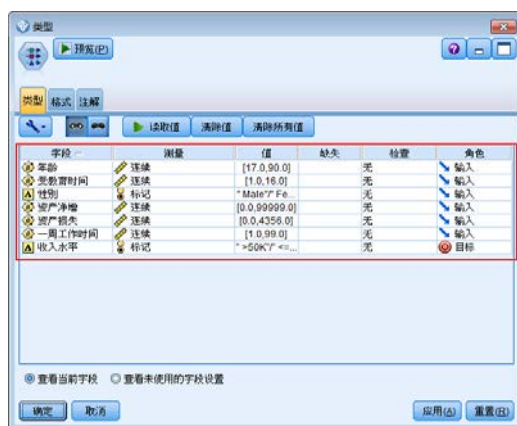 类型
预览(P)
类型 格式 注解
读取值 清除值 清除所有值
字段 测量 值 缺失 检查 角色
年龄 连续 [17.0,90.0] 无 输入
受教育时间 连续 [1.0,16.0] 无 输入
性别 标记 " Male"/" Fe... 无 输入
资产净增 连续 [0.0,99999.0] 无 输入
资产损失 连续 [0.0,4356.0] 无 输入
一周工作时间 连续 [1.0,99.0] 无 输入
收入水平 标记 " >50K"/" <=... 无 目标
查看当前字段 查看未使用的字段设置
确定 取消 应用(A) 重置(R)